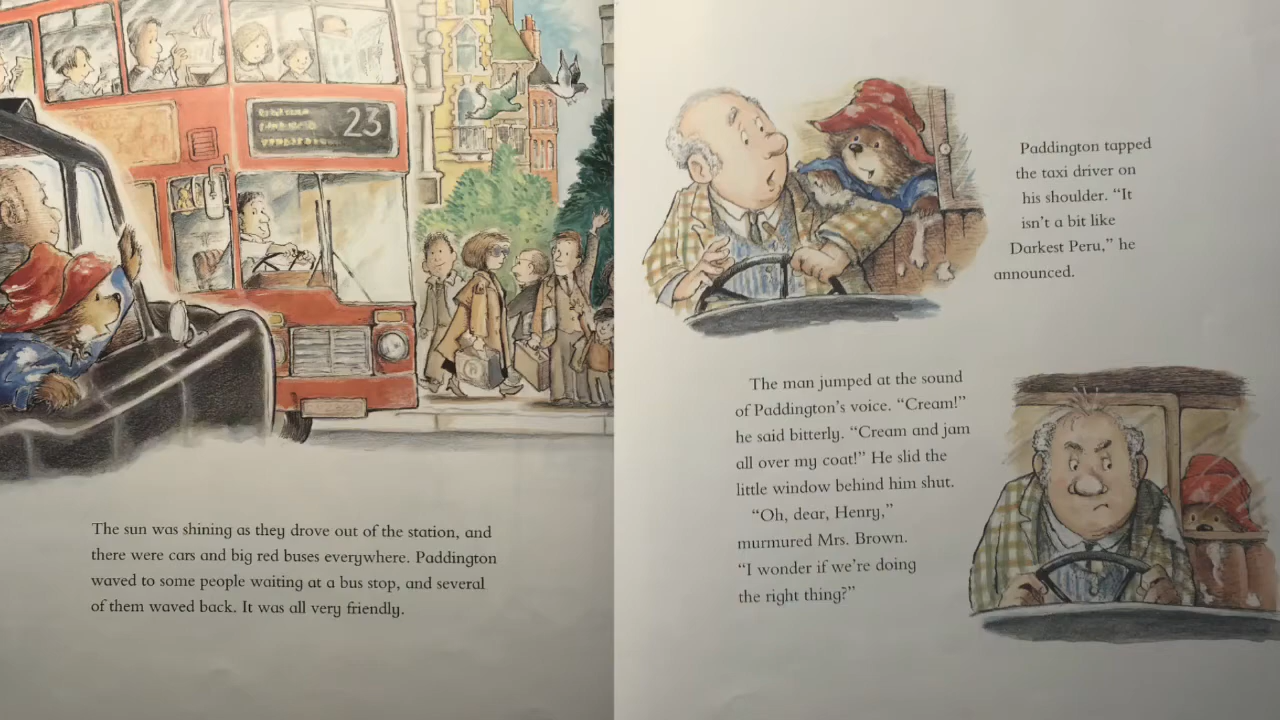 23
The sun was shining as they drove out of the station, and
there were cars and big red buses everywhere. Paddington
waved to some people waiting at a bus stop, and several
of them waved back. It was all very friendly.
Paddington tapped
the taxi driver on
his shoulder. “It
isn’t a bit like
Darkest Peru,” he
announced.
The man jumped at the sound
of Paddington’s voice. “Cream!”
he said bitterly. “Cream and jam
all over my coat!” He slid the
little window behind him shut.
“Oh, dear, Henry,”
murmured Mrs. Brown.
“I wonder if we’re doing
the right thing?”